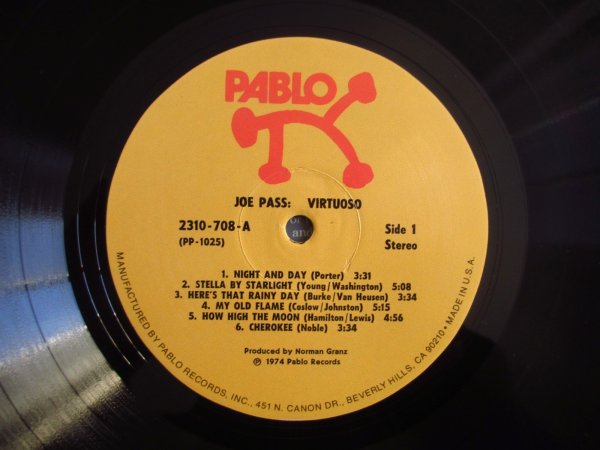 PABLO
JOE PASS: VIRTUOSO
2310-708-A
(PP-1025)
Side 1
Stereo
1. NIGHT AND DAY (Porter) 3:31
2. STELLA BY STARLIGHT (Young/Washington) 5:08
3. HERE'S THAT RAINY DAY (Burke/Van Heusen) 3:34
4. MY OLD FLAME (Coslow/Johnston) 5:15
5. HOW HIGH THE MOON (Hamilton/Lewis) 4:56
6. CHEROKEE (Noble) 3:34
Produced by Norman Granz
℗ 1974 Pablo Records
MANUFACTURED BY PABLO RECORDS, INC., 451 N. CANON DR., BEVERLY HILLS, CA 90210 • MADE IN U.S.A.
and